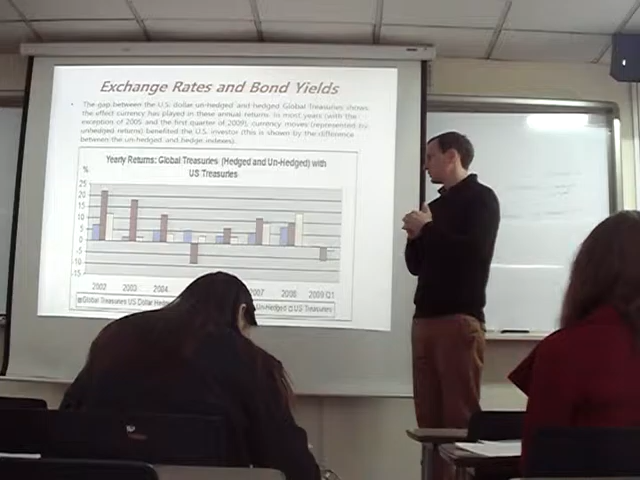 Exchange Rates and Bond Yields
• The gap between the U.S. dollar un-hedged and hedged Global Treasuries shows
the effect currency has played in these annual returns. In most years (with the
exception of 2005 and the first quarter of 2009), currency moves (represented by
unhedged returns) benefited the U.S. investor (this is shown by the difference
between the un-hedged and hedge indexes).
Yearly Returns: Global Treasuries (Hedged and Un-Hedged) with
US Treasuries
%
25
20
15
10
5
0
-5
-10
-15
2002 2003 2004 2007 2008 2009 Q1
Global Treasuries US Dollar Hedg Un-Hedged US Treasuries